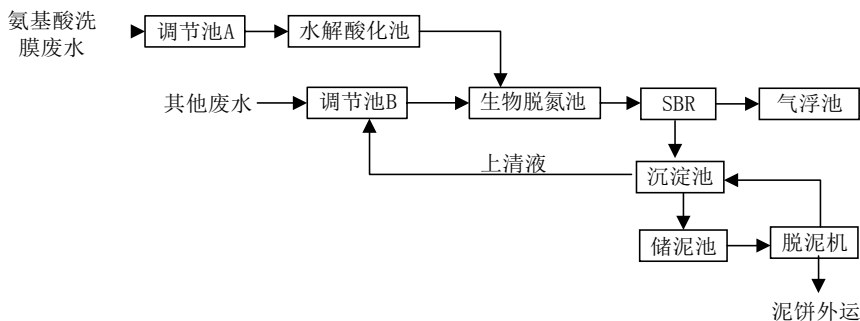 氨基酸洗
膜废水
调节池A
水解酸化池
其他废水
调节池B
生物脱氮池
SBR
气浮池
上清液
沉淀池
储泥池
脱泥机
泥饼外运